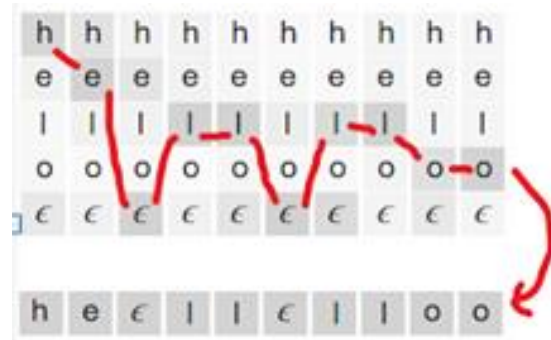 h h h h h h h h h h
e e e e e e e e e e
l l l l l l l l l l
o o o o o o o o o o
ϵ ϵ ϵ ϵ ϵ ϵ ϵ ϵ ϵ ϵ
h e ϵ l l ϵ l l o o